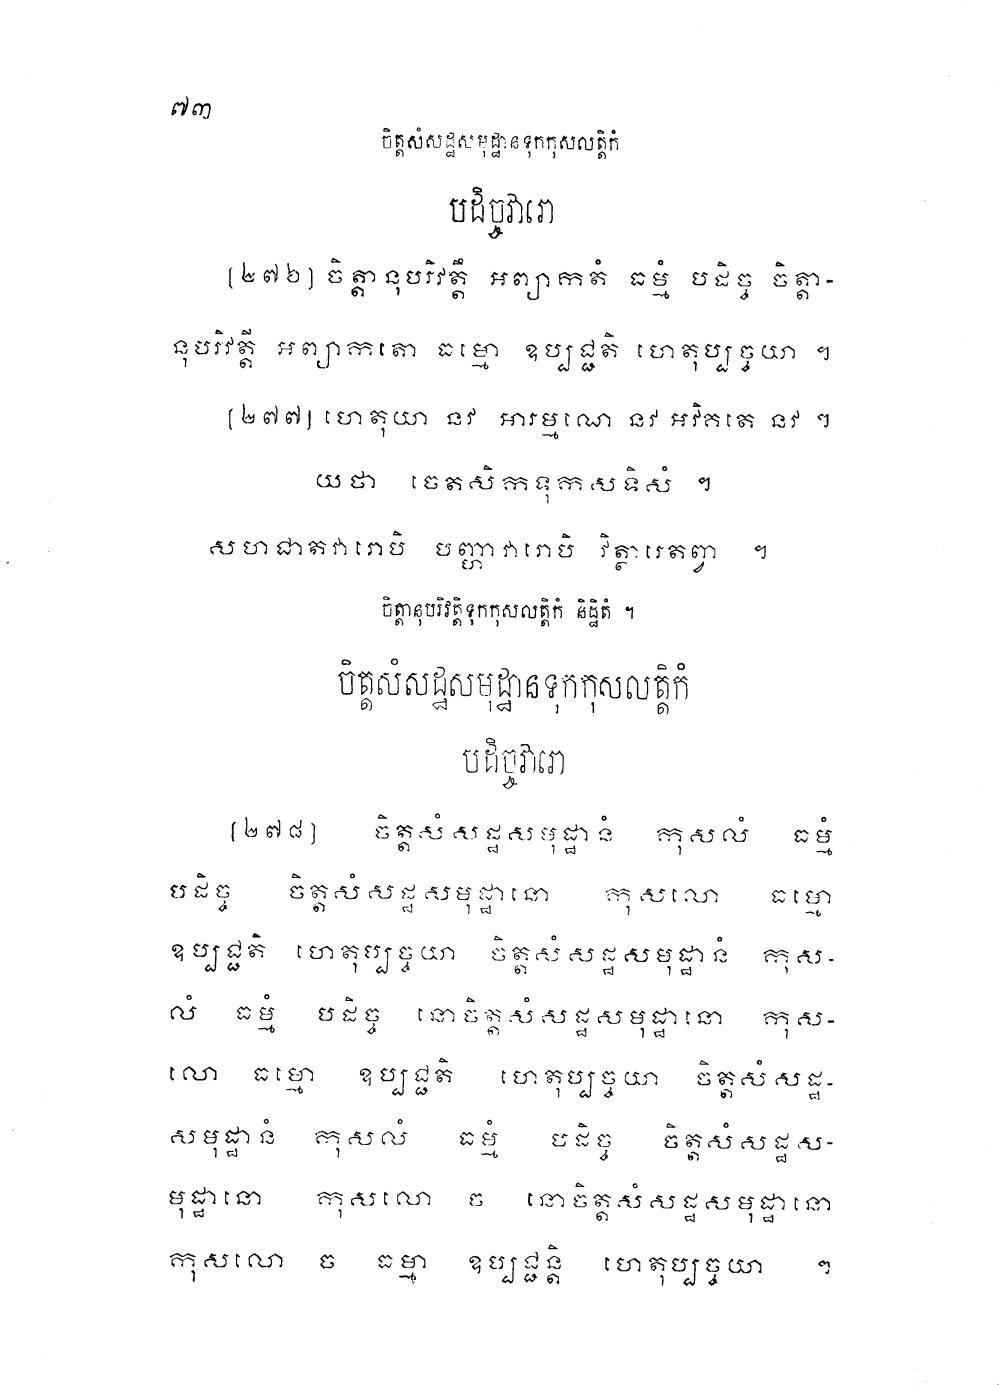 ៧៣
ចិត្តសំសដ្ឋសមុដ្ឋានទុកកុសលត្តិកំ
បដិច្ចវារោ
[២៧៦] ចិត្តានុបរិវត្តឹ អព្យាកតំ ធម្មំ បដិច្ច ចិត្តា-
នុបរិវត្តី អព្យាកតោ ធម្មោ ឧប្បជ្ជតិ ហេតុប្បច្ចយា ។
[២៧៧] ហេតុយា នវ អារម្មណេ នវ អវិគតេ នវ ។
យថា ចេតសិកទុកសទិសំ ។
សហជាតវារោបិ បញ្ហាវារោបិ វិត្ថារេតព្វា ។
ចិត្តានុបរិវត្តិទុកកុសលត្តិកំ និដ្ឋិតំ ។
ចិត្តសំសដ្ឋសមុដ្ឋានទុកកុសលត្តិកំ
បដិច្ចវារោ
[២៧៨] ចិត្តសំសដ្ឋសមុដ្ឋានំ កុសលំ ធម្មំ
បដិច្ច ចិត្តសំសដ្ឋសមុដ្ឋានោ កុសលោ ធម្មោ
ឧប្បជ្ជតិ ហេតុប្បច្ចយា ចិត្តសំសដ្ឋសមុដ្ឋានំ កុស-
លំ ធម្មំ បដិច្ច នោចិត្តសំសដ្ឋសមុដ្ឋានោ កុស-
លោ ធម្មោ ឧប្បជ្ជតិ ហេតុប្បច្ចយា ចិត្តសំសដ្ឋ-
សមុដ្ឋានំ កុសលំ ធម្មំ បដិច្ច ចិត្តសំសដ្ឋស-
មុដ្ឋានោ កុសលោ ច នោចិត្តសំសដ្ឋសមុដ្ឋានោ
កុសលោ ច ធម្មា ឧប្បជ្ជន្តិ ហេតុប្បច្ចយា ។